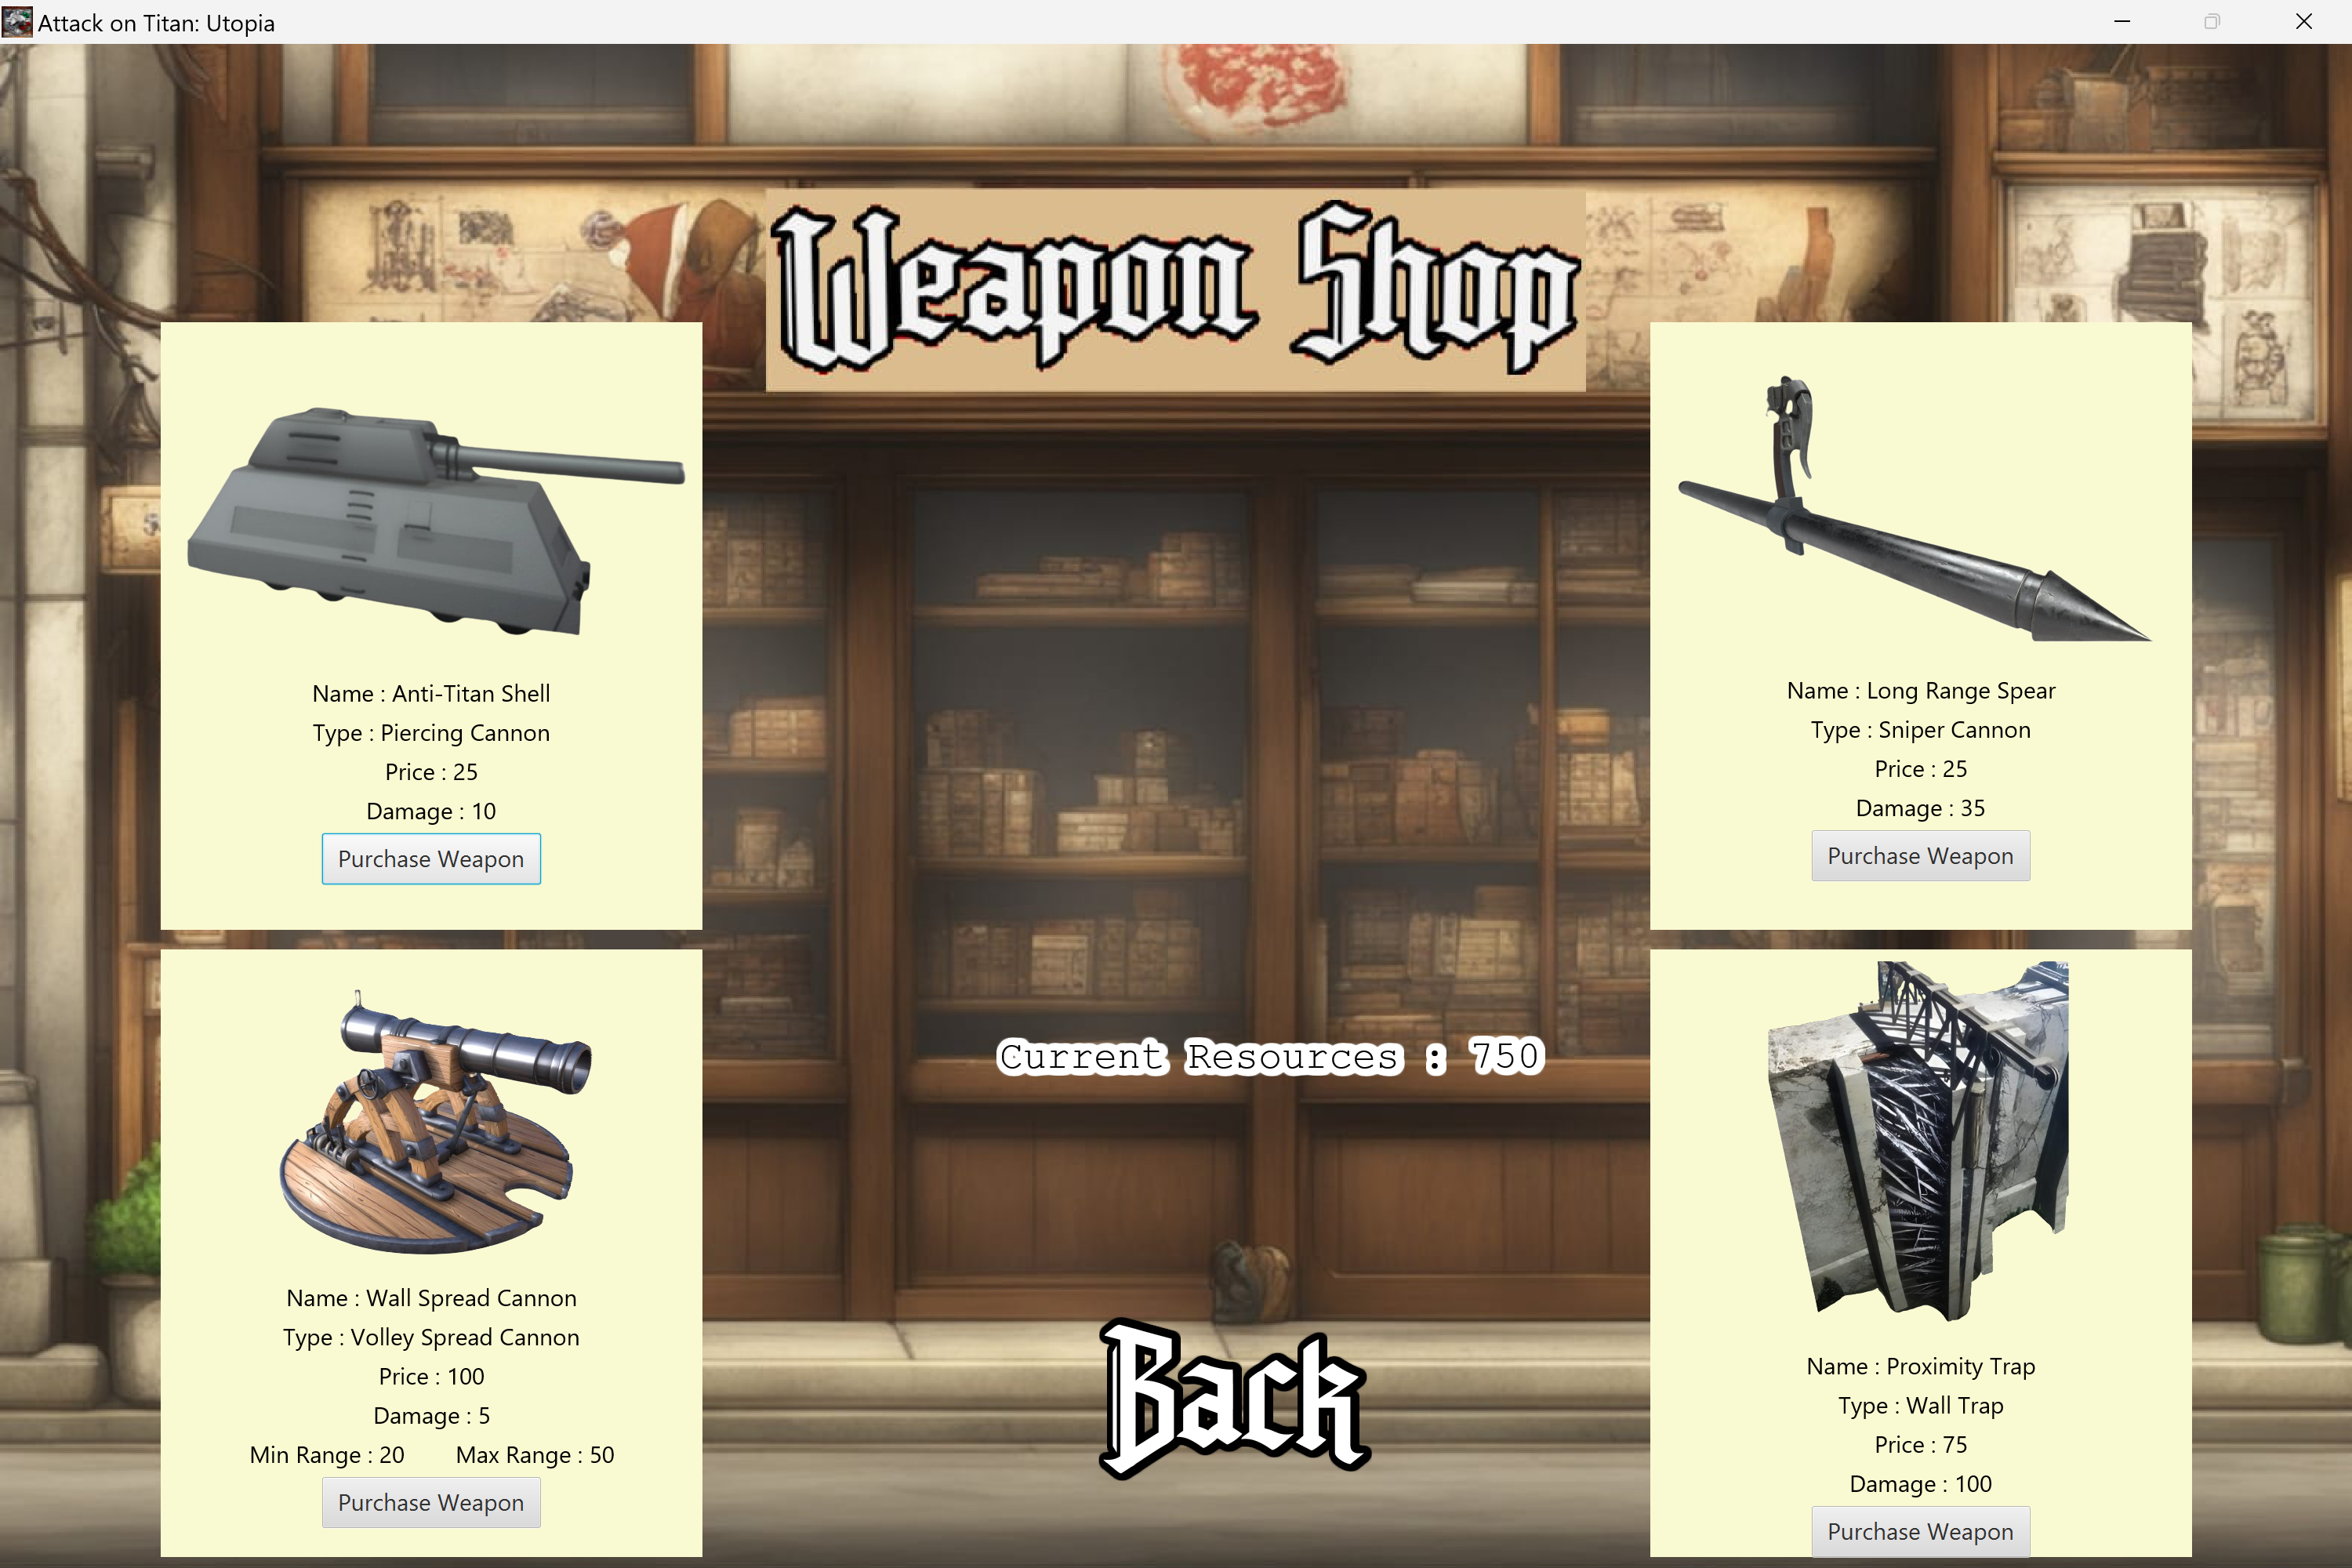 Attack on Titan: Utopia
Weapon Shop
Name : Anti-Titan Shell
Type : Piercing Cannon
Price : 25
Damage : 10
Purchase Weapon
Name : Long Range Spear
Type : Sniper Cannon
Price : 25
Damage : 35
Purchase Weapon
Name : Wall Spread Cannon
Type : Volley Spread Cannon
Price : 100
Damage : 5
Min Range : 20 Max Range : 50
Purchase Weapon
Current Resources : 750
Back
Name : Proximity Trap
Type : Wall Trap
Price : 75
Damage : 100
Purchase Weapon